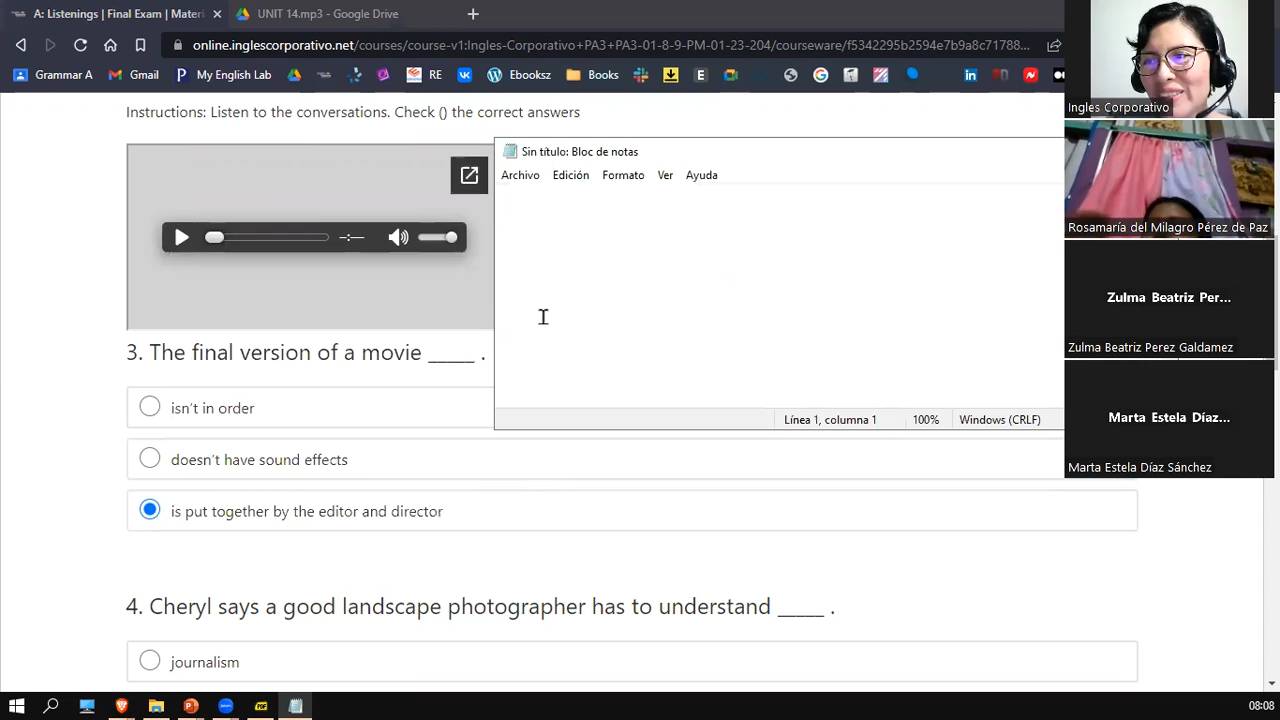 A: Listenings | Final Exam | Materi
UNIT 14.mp3 - Google Drive
online.inglescorporativo.net/courses/course-v1:Ingles-Corporativo+PA3+PA3-01-8-9-PM-01-23-204/courseware/f5342295b2594e7b9a8c71788...
Grammar A
Gmail
My English Lab
RE
Ebooksz
Books
Instructions: Listen to the conversations. Check () the correct answers
Sin título: Bloc de notas
Archivo Edición Formato Ver Ayuda
-:--
Línea 1, columna 1 100% Windows (CRLF)
3. The final version of a movie _____ .
isn't in order
doesn't have sound effects
is put together by the editor and director
4. Cheryl says a good landscape photographer has to understand _____ .
journalism
Ingles Corporativo
Rosamaría del Milagro Pérez de Paz
Zulma Beatriz Per...
Zulma Beatriz Perez Galdamez
Marta Estela Díaz...
Marta Estela Díaz Sánchez
08:08